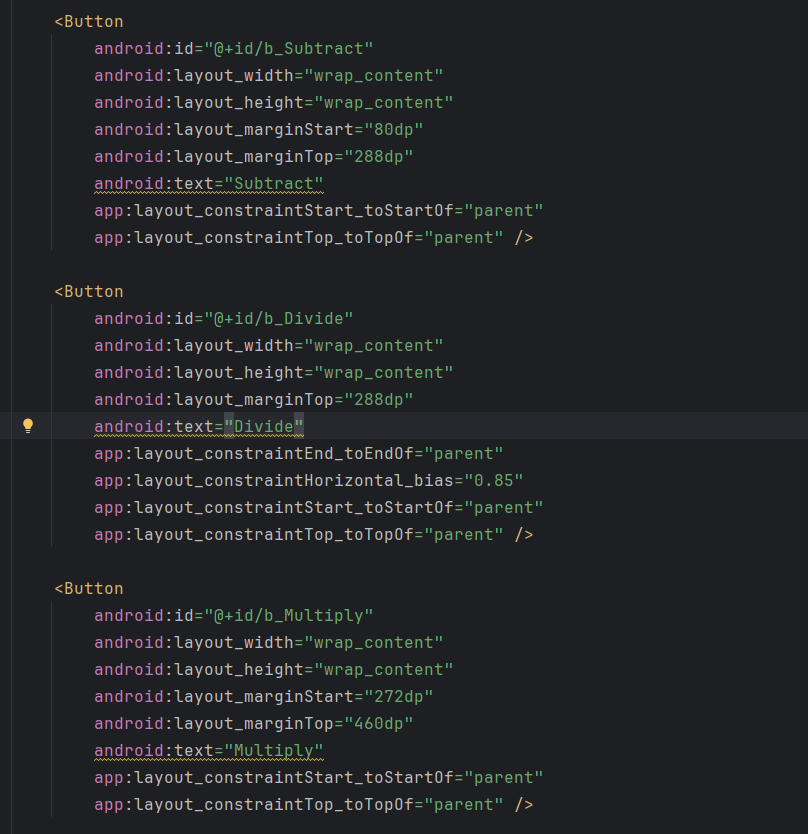 <Button
android:id="@+id/b_Subtract"
android:layout_width="wrap_content"
android:layout_height="wrap_content"
android:layout_marginStart="80dp"
android:layout_marginTop="288dp"
android:text="Subtract"
app:layout_constraintStart_toStartOf="parent"
app:layout_constraintTop_toTopOf="parent" />
<Button
android:id="@+id/b_Divide"
android:layout_width="wrap_content"
android:layout_height="wrap_content"
android:layout_marginTop="288dp"
android:text="Divide"
app:layout_constraintEnd_toEndOf="parent"
app:layout_constraintHorizontal_bias="0.85"
app:layout_constraintStart_toStartOf="parent"
app:layout_constraintTop_toTopOf="parent" />
<Button
android:id="@+id/b_Multiply"
android:layout_width="wrap_content"
android:layout_height="wrap_content"
android:layout_marginStart="272dp"
android:layout_marginTop="460dp"
android:text="Multiply"
app:layout_constraintStart_toStartOf="parent"
app:layout_constraintTop_toTopOf="parent" />